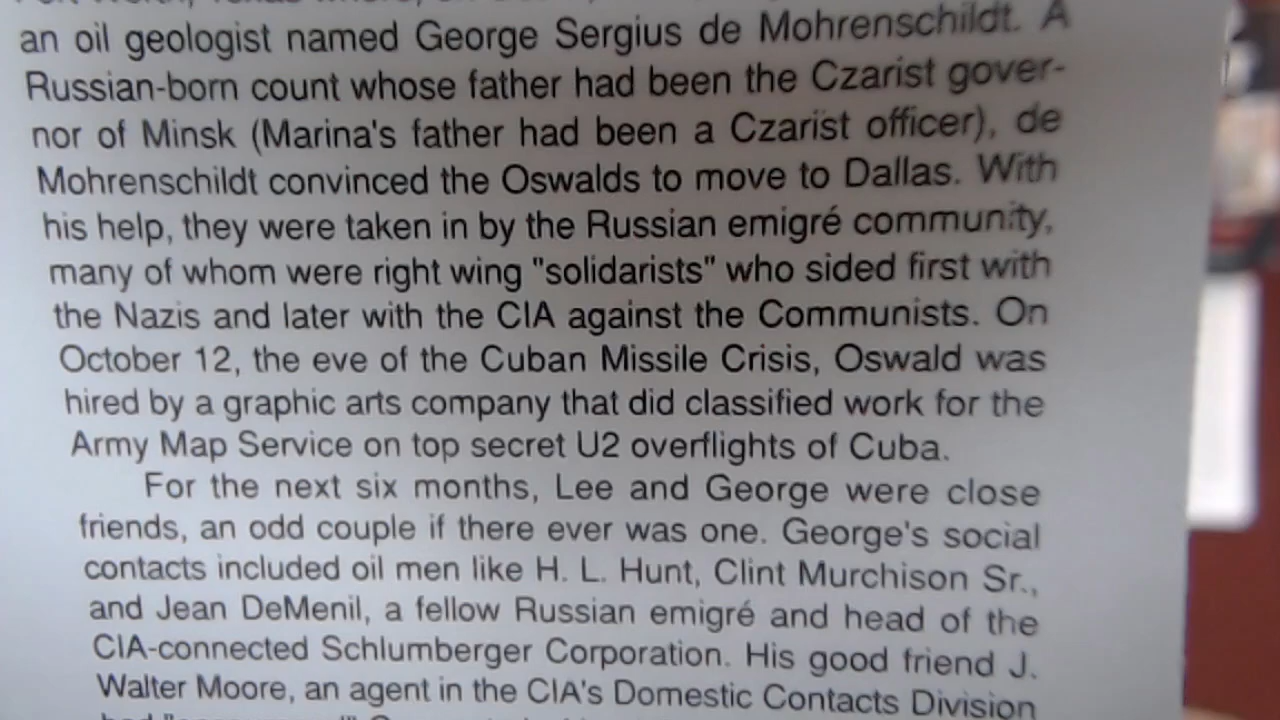 an oil geologist named George Sergius de Mohrenschildt. A
Russian-born count whose father had been the Czarist gover-
nor of Minsk (Marina's father had been a Czarist officer), de
Mohrenschildt convinced the Oswalds to move to Dallas. With
his help, they were taken in by the Russian emigré community,
many of whom were right wing "solidarists" who sided first with
the Nazis and later with the CIA against the Communists. On
October 12, the eve of the Cuban Missile Crisis, Oswald was
hired by a graphic arts company that did classified work for the
Army Map Service on top secret U2 overflights of Cuba.
For the next six months, Lee and George were close
friends, an odd couple if there ever was one. George's social
contacts included oil men like H. L. Hunt, Clint Murchison Sr.,
and Jean DeMenil, a fellow Russian emigré and head of the
CIA-connected Schlumberger Corporation. His good friend J.
Walter Moore, an agent in the CIA's Domestic Contacts Division